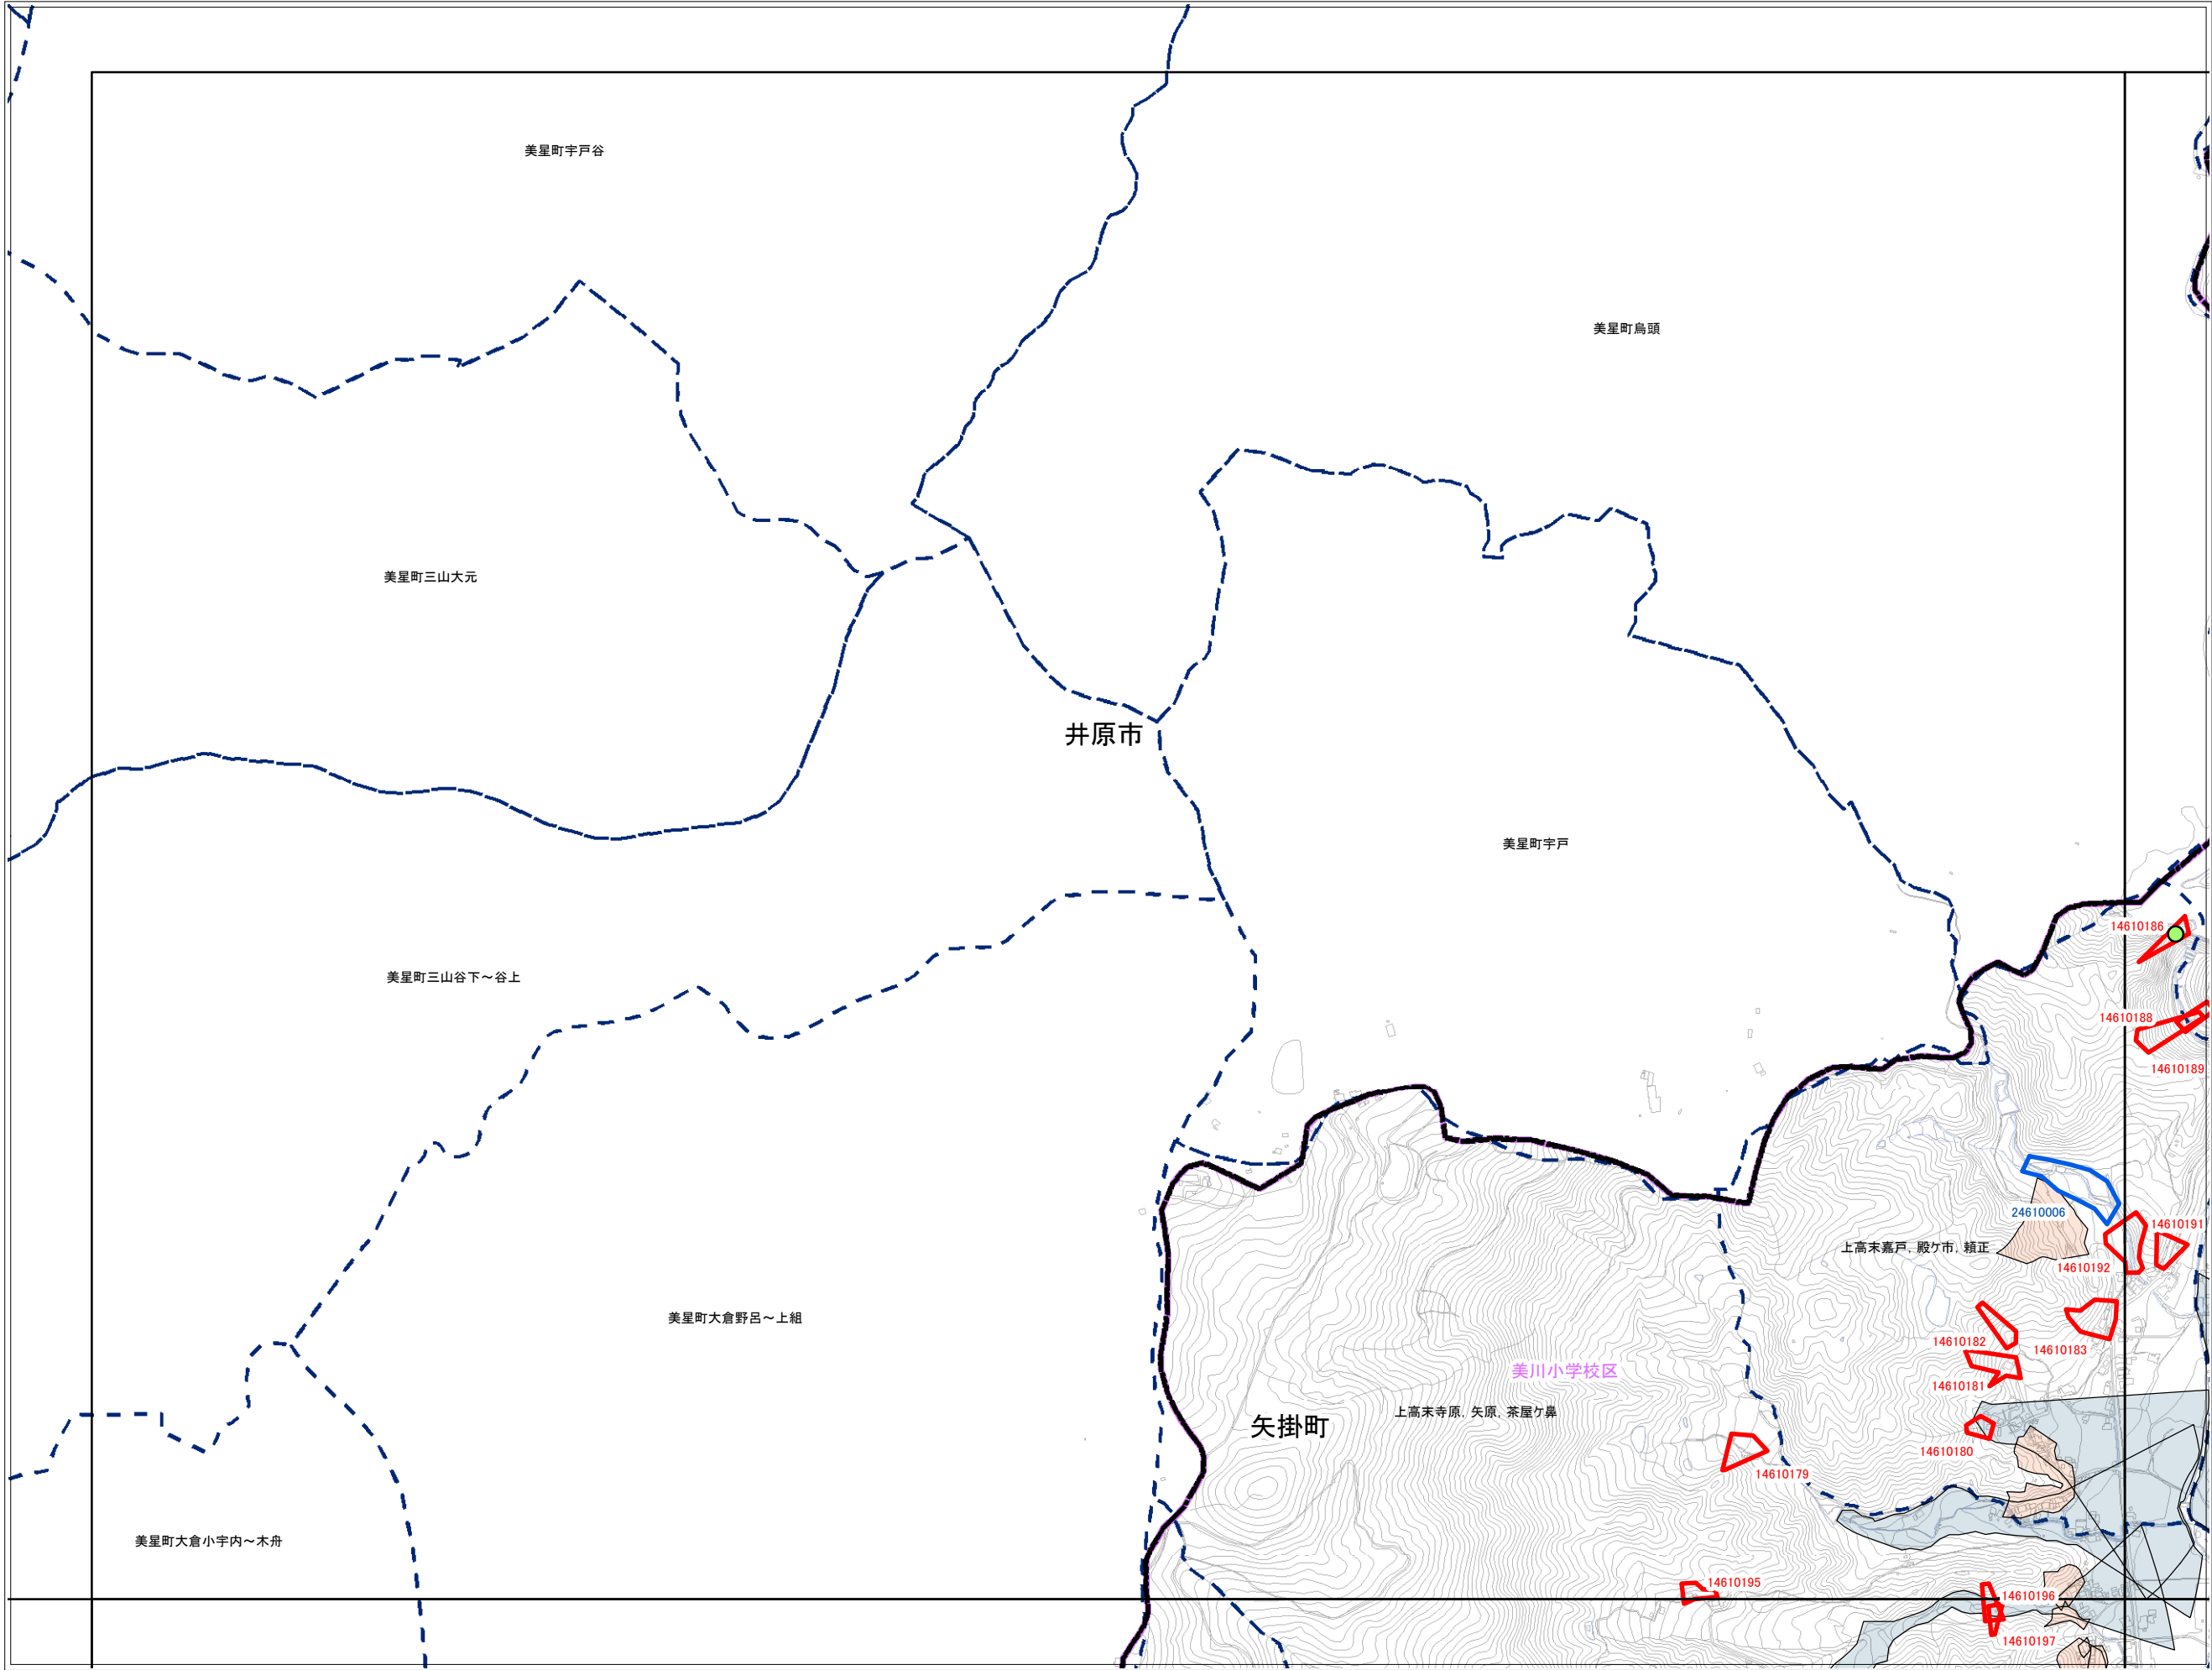 美星町宇戸谷
美星町烏頭
美星町三山大元
井原市
美星町宇戸
14610186
美星町三山谷下～谷上
14610188
14610189
24610006
14610191
上高末嘉戸, 殿ケ市, 頼正
14610192
美星町大倉野呂～上組
14610182
14610183
美川小学校区
14610181
上高末寺原, 矢原, 茶屋ケ鼻
矢掛町
14610180
14610179
美星町大倉小宇内～木舟
14610195
14610196
14610197